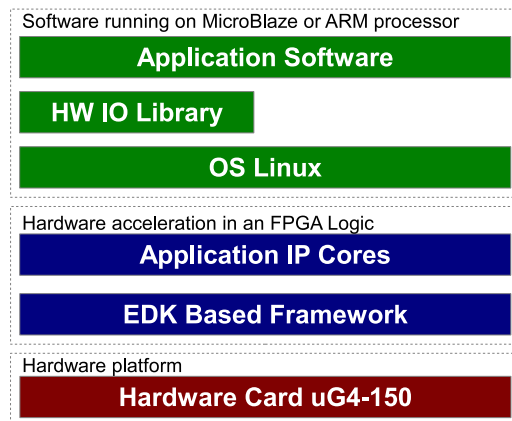 Software running on MicroBlaze or ARM processor
Application Software
HW IO Library
OS Linux
Hardware acceleration in an FPGA Logic
Application IP Cores
EDK Based Framework
Hardware platform
Hardware Card uG4-150